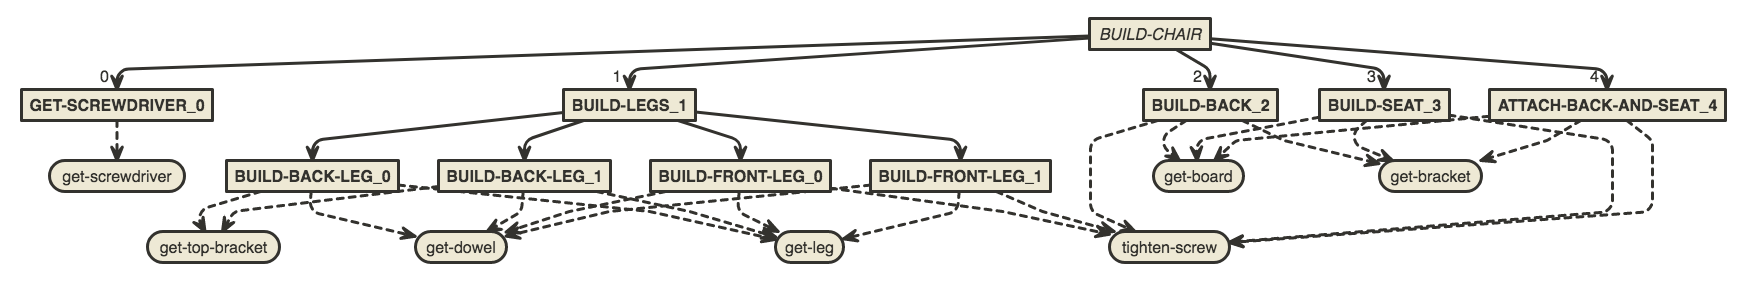 BUILD-CHAIR
0
1
2
3
4
GET-SCREWDRIVER_0
BUILD-LEGS_1
BUILD-BACK_2
BUILD-SEAT_3
ATTACH-BACK-AND-SEAT_4
get-screwdriver
BUILD-BACK-LEG_0
BUILD-BACK-LEG_1
BUILD-FRONT-LEG_0
BUILD-FRONT-LEG_1
get-board
get-bracket
get-top-bracket
get-dowel
get-leg
tighten-screw